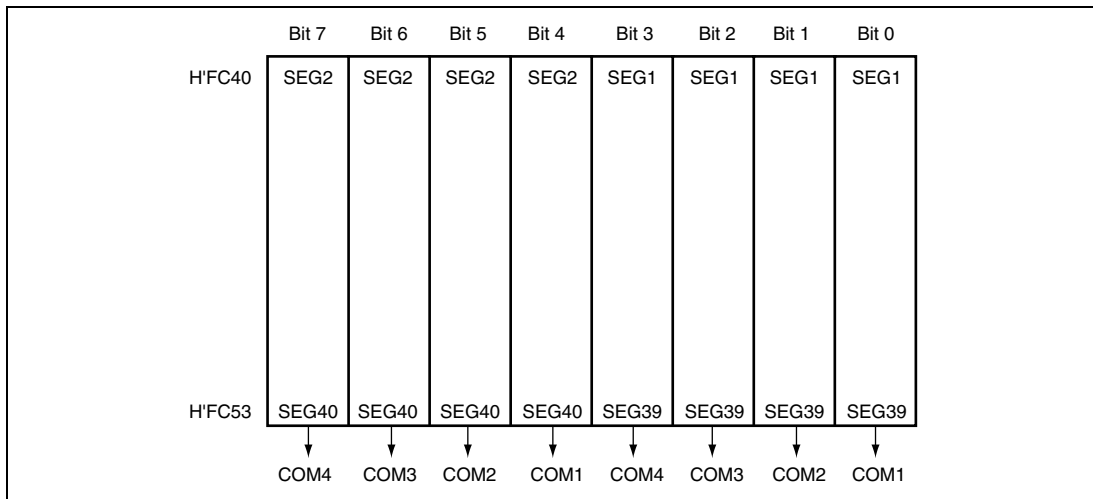 Bit 7 Bit 6 Bit 5 Bit 4 Bit 3 Bit 2 Bit 1 Bit 0
H'FC40 SEG2 SEG2 SEG2 SEG2 SEG1 SEG1 SEG1 SEG1
H'FC53 SEG40 SEG40 SEG40 SEG40 SEG39 SEG39 SEG39 SEG39
COM4 COM3 COM2 COM1 COM4 COM3 COM2 COM1